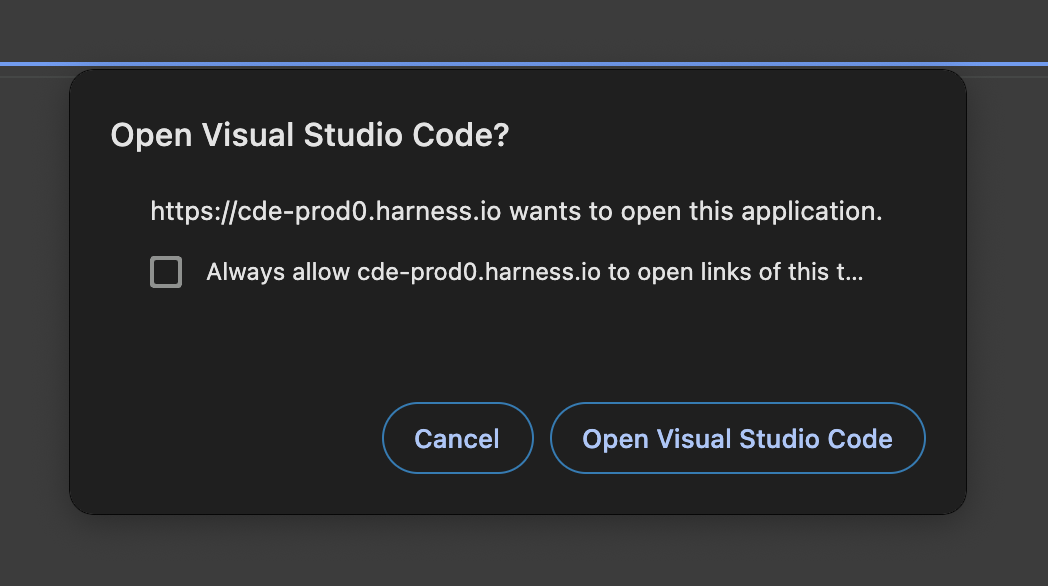 Open Visual Studio Code?
https://cde-prod0.harness.io wants to open this application.
Always allow cde-prod0.harness.io to open links of this t...
Cancel
Open Visual Studio Code